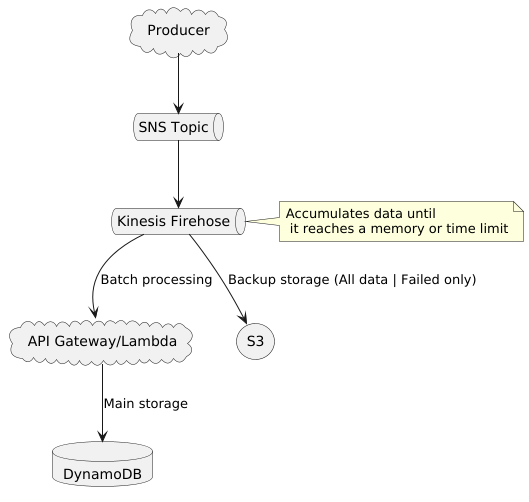 Producer
SNS Topic
Kinesis Firehose
Accumulates data until
it reaches a memory or time limit
Batch processing
Backup storage (All data | Failed only)
API Gateway/Lambda
S3
Main storage
DynamoDB